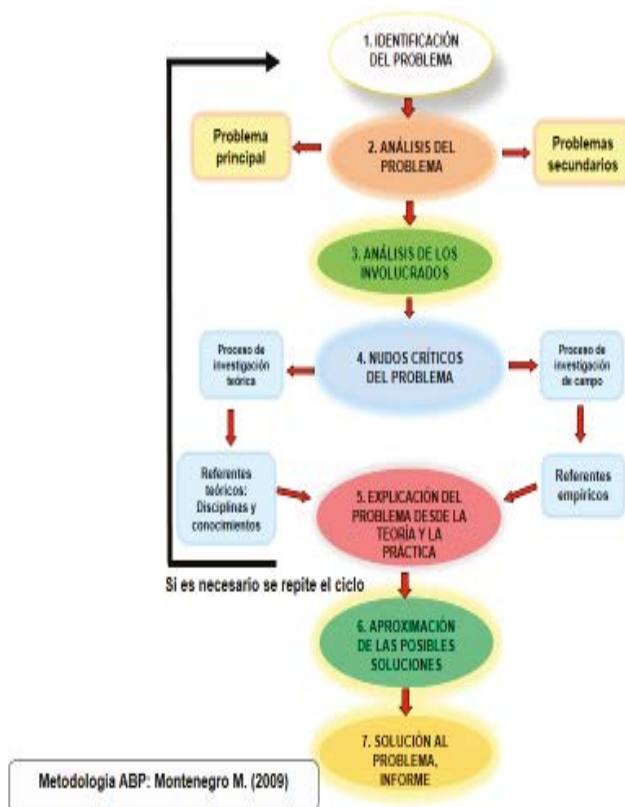 1. IDENTIFICACIÓN
DEL PROBLEMA
Problema
principal
2. ANÁLISIS DEL
PROBLEMA
Problemas
secundarios
3. ANÁLISIS DE LOS
INVOLUCRADOS
Proceso de
investigación
teórica
4. NUDOS CRÍTICOS
DEL PROBLEMA
Proceso de
investigación
de campo
Referentes
teóricos:
Disciplinas y
conocimientos
5. EXPLICACIÓN DEL
PROBLEMA DESDE LA
TEORÍA Y LA
PRÁCTICA
Referentes
empíricos
Si es necesario se repite el ciclo
6. APROXIMACIÓN
DE LAS POSIBLES
SOLUCIONES
7. SOLUCIÓN AL
PROBLEMA,
INFORME
Metodología ABP: Montenegro M. (2009)